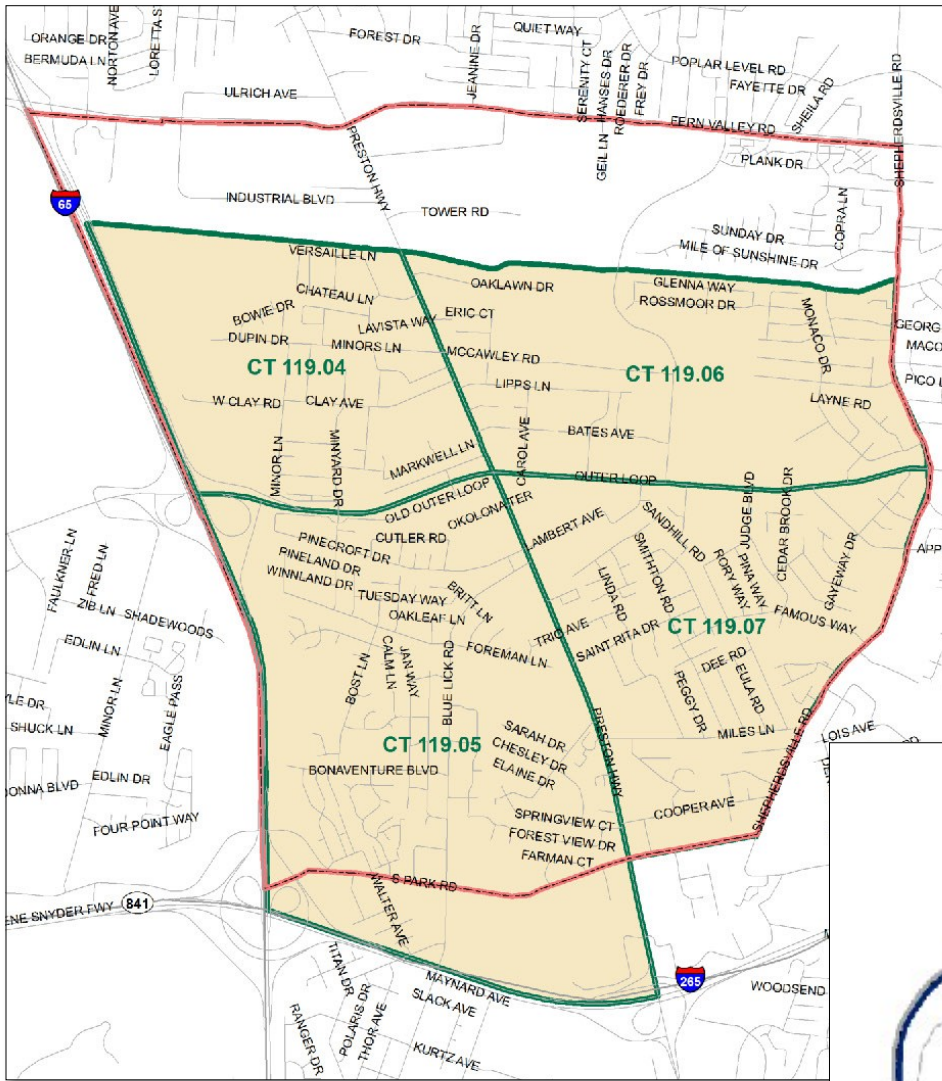 QUIET WAY
ORANGE DR
NORTON AVE
LORETTA S
FOREST DR
JEANINE DR
SERENITY CT
HANSES DR
ROEDERER DR
FREY DR
POPLAR LEVEL RD
SHEPHERDSVILLE RD
BERMUDA LN
FAYETTE DR
SHEILA RD
ULRICH AVE
FERN VALLEY RD
PRESTON HWY
GEIL LN
PLANK DR
65
INDUSTRIAL BLVD
TOWER RD
COPRA LN
SUNDAY DR
MILE OF SUNSHINE DR
VERSAILLE LN
OAKLAWN DR
GLENNA WAY
CHATEAU LN
ROSSMOOR DR
BOWIE DR
LAVISTA WAY
ERIC CT
MONACO DR
GEORG
DUPIN DR
MINORS LN
MCCAWLEY RD
MACO
CT 119.04
CT 119.06
LIPPS LN
PICO L
W CLAY RD
CLAY AVE
LAYNE RD
BATES AVE
MINOR LN
MINYARD DR
MARKWELL LN
CAROL AVE
OUTER LOOP
JUDGE BLVD
CEDAR BROOK DR
OLD OUTER LOOP
OKOLONA TER
SANDHILL RD
CUTLER RD
LAMBERT AVE
FAULKNER LN
FRED LN
PINECROFT DR
SMITHTON RD
RORY WAY
PINA WAY
GAYEWAY DR
APP
PINELAND DR
WINNLAND DR
LINDA RD
ZIB LN
SHADEWOODS
TUESDAY WAY
BRITT LN
FAMOUS WAY
OAKLEAF LN
TRIO AVE
CT 119.07
EDLIN LN
FOREMAN LN
SAINT RITA DR
BOST LN
CALM LN
JAN WAY
BLUE LICK RD
DEE RD
EULA RD
YLE DR
MINOR LN
EAGLE PASS
PEGGY DR
SHUCK LN
SARAH DR
PRESTON HWY
MILES LN
LOIS AVE
CT 119.05
CHESLEY DR
SHEPHERDSVILLE RD
EDLIN DR
BONAVENTURE BLVD
ELAINE DR
DONNA BLVD
COOPER AVE
FOUR POINT WAY
SPRINGVIEW CT
FOREST VIEW DR
FARMAN CT
S PARK RD
ENE SNYDER FWY
841
WALTER AVE
TITAN DR
MAYNARD AVE
265
WOODSEND
POLARIS DR
SLACK AVE
RANGER DR
THOR AVE
KURTZ AVE